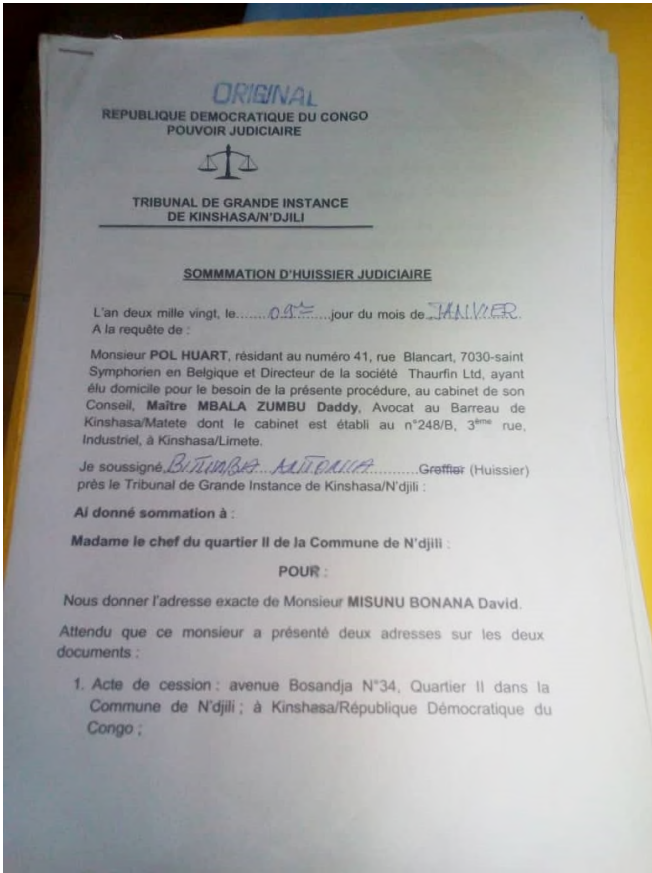 ORIGINAL
REPUBLIQUE DEMOCRATIQUE DU CONGO
POUVOIR JUDICIAIRE
TRIBUNAL DE GRANDE INSTANCE
DE KINSHASA/N'DJILI
SOMMMATION D'HUISSIER JUDICIAIRE
L'an deux mille vingt, le.......09è.......jour du mois de JANVIER
A la requête de :
Monsieur POL HUART, résidant au numéro 41, rue Blancart, 7030-saint
Symphorien en Belgique et Directeur de la société Thaurfin Ltd, ayant
élu domicile pour le besoin de la présente procédure, au cabinet de son
Conseil, Maître MBALA ZUMBU Daddy, Avocat au Barreau de
Kinshasa/Matete dont le cabinet est établi au n°248/B, 3ème rue,
Industriel, à Kinshasa/Limete.
Je soussigné, ANTONIA ............Greffier (Huissier)
près le Tribunal de Grande Instance de Kinshasa/N'djili :
Ai donné sommation à :
Madame le chef du quartier II de la Commune de N'djili :
POUR :
Nous donner l'adresse exacte de Monsieur MISUNU BONANA David.
Attendu que ce monsieur a présenté deux adresses sur les deux
documents :
1. Acte de cession : avenue Bosandja N°34, Quartier II dans la
Commune de N'djili ; à Kinshasa/République Démocratique du
Congo ;